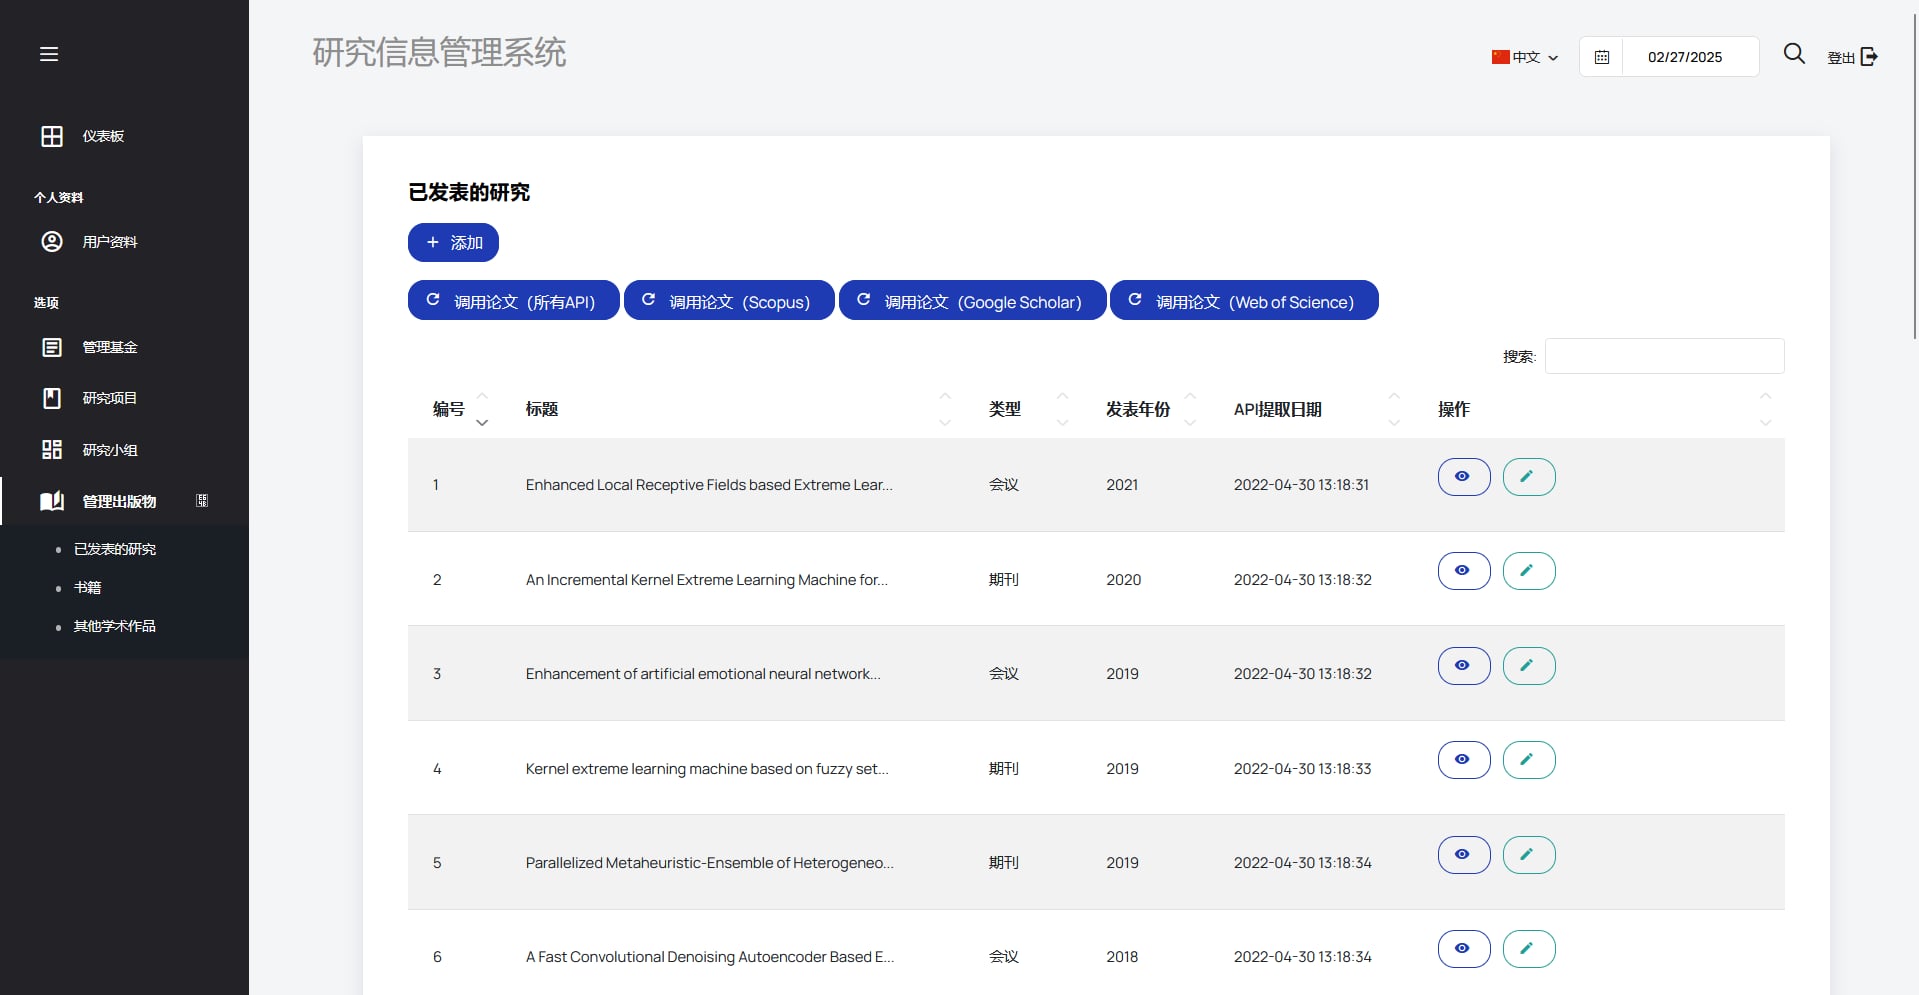 研究信息管理系统
中文
02/27/2025
登出
仪表板
个人资料
用户资料
选项
管理基金
研究项目
研究小组
管理出版物
已发表的研究
书籍
其他学术作品
已发表的研究
+ 添加
调用论文（所有API） 调用论文（Scopus） 调用论文（Google Scholar） 调用论文（Web of Science）
搜索:
编号 标题 类型 发表年份 API提取日期 操作
1 Enhanced Local Receptive Fields based Extreme Lear... 会议 2021 2022-04-30 13:18:31
2 An Incremental Kernel Extreme Learning Machine for... 期刊 2020 2022-04-30 13:18:32
3 Enhancement of artificial emotional neural network... 会议 2019 2022-04-30 13:18:32
4 Kernel extreme learning machine based on fuzzy set... 期刊 2019 2022-04-30 13:18:33
5 Parallelized Metaheuristic-Ensemble of Heterogeneo... 期刊 2019 2022-04-30 13:18:34
6 A Fast Convolutional Denoising Autoencoder Based E... 会议 2018 2022-04-30 13:18:34